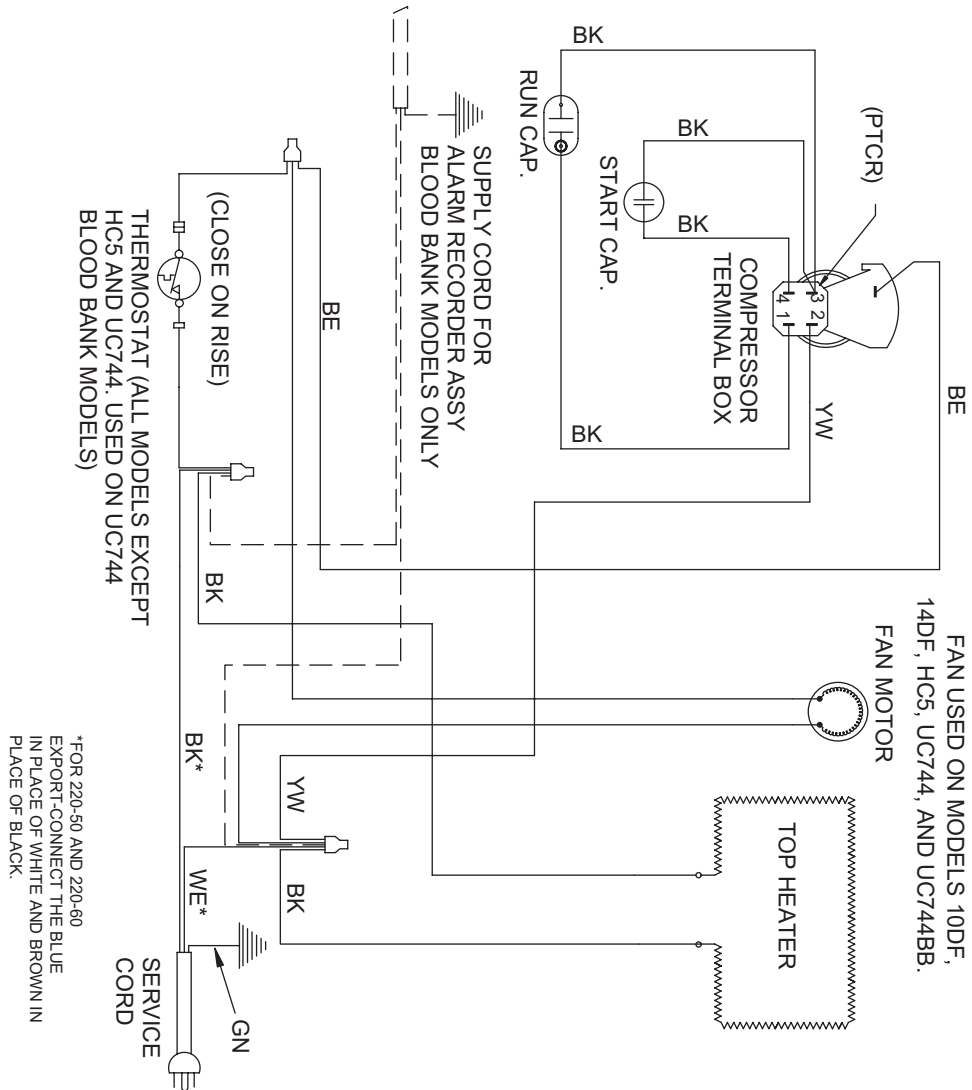 FAN USED ON MODELS 10DF,
14DF, HC5, UC744, AND UC744BB.
BE
(PTCR)
3 2
4 1
YW
COMPRESSOR
TERMINAL BOX
BK
BK
START CAP.
BK
RUN CAP.
BK
FAN MOTOR
TOP HEATER
SUPPLY CORD FOR
ALARM RECORDER ASSY
BLOOD BANK MODELS ONLY
BE
(CLOSE ON RISE)
THERMOSTAT (ALL MODELS EXCEPT
HC5 AND UC744. USED ON UC744
BLOOD BANK MODELS)
BK
BK*
YW
BK
WE*
GN
SERVICE
CORD
*FOR 220-50 AND 220-60
EXPORT-CONNECT THE BLUE
IN PLACE OF WHITE AND BROWN IN
PLACE OF BLACK.